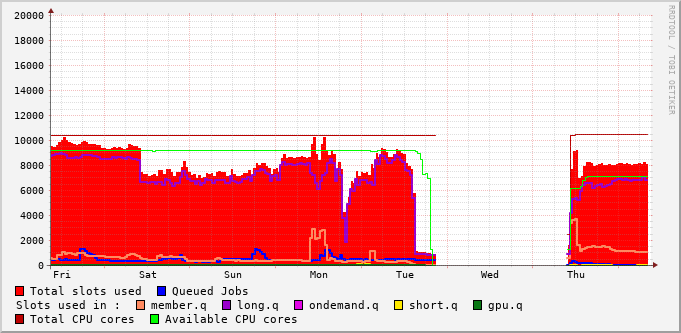 20000
18000
16000
14000
12000
10000
8000
6000
4000
2000
0
Fri Sat Sun Mon Tue Wed Thu
Total slots used Queued Jobs
Slots used in : member.q long.q ondemand.q short.q gpu.q
Total CPU cores Available CPU cores
RRDTOOL / TOBI OETIKER